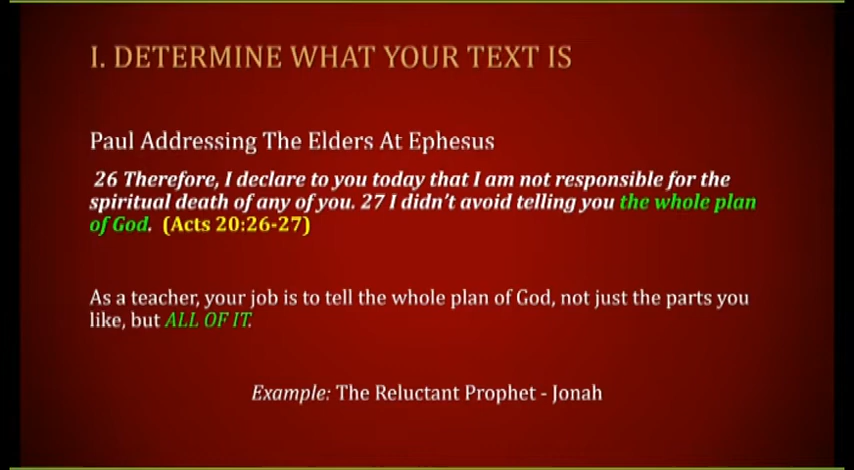 I. DETERMINE WHAT YOUR TEXT IS
Paul Addressing The Elders At Ephesus
26 Therefore, I declare to you today that I am not responsible for the
spiritual death of any of you. 27 I didn't avoid telling you the whole plan
of God. (Acts 20:26-27)
As a teacher, your job is to tell the whole plan of God, not just the parts you
like, but ALL OF IT.
Example: The Reluctant Prophet - Jonah